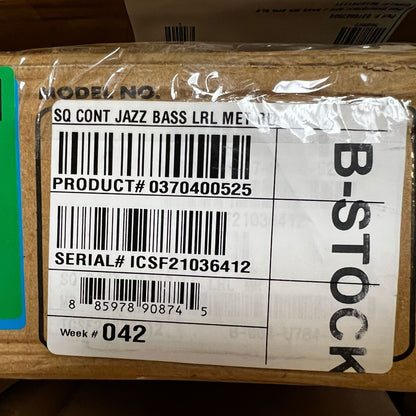 MODEL NO.
SQ CONT JAZZ BASS LRL MET
PRODUCT# 0370400525
SERIAL# ICSF21036412
8 85978 90874 5
Week # 042
B-STOCK